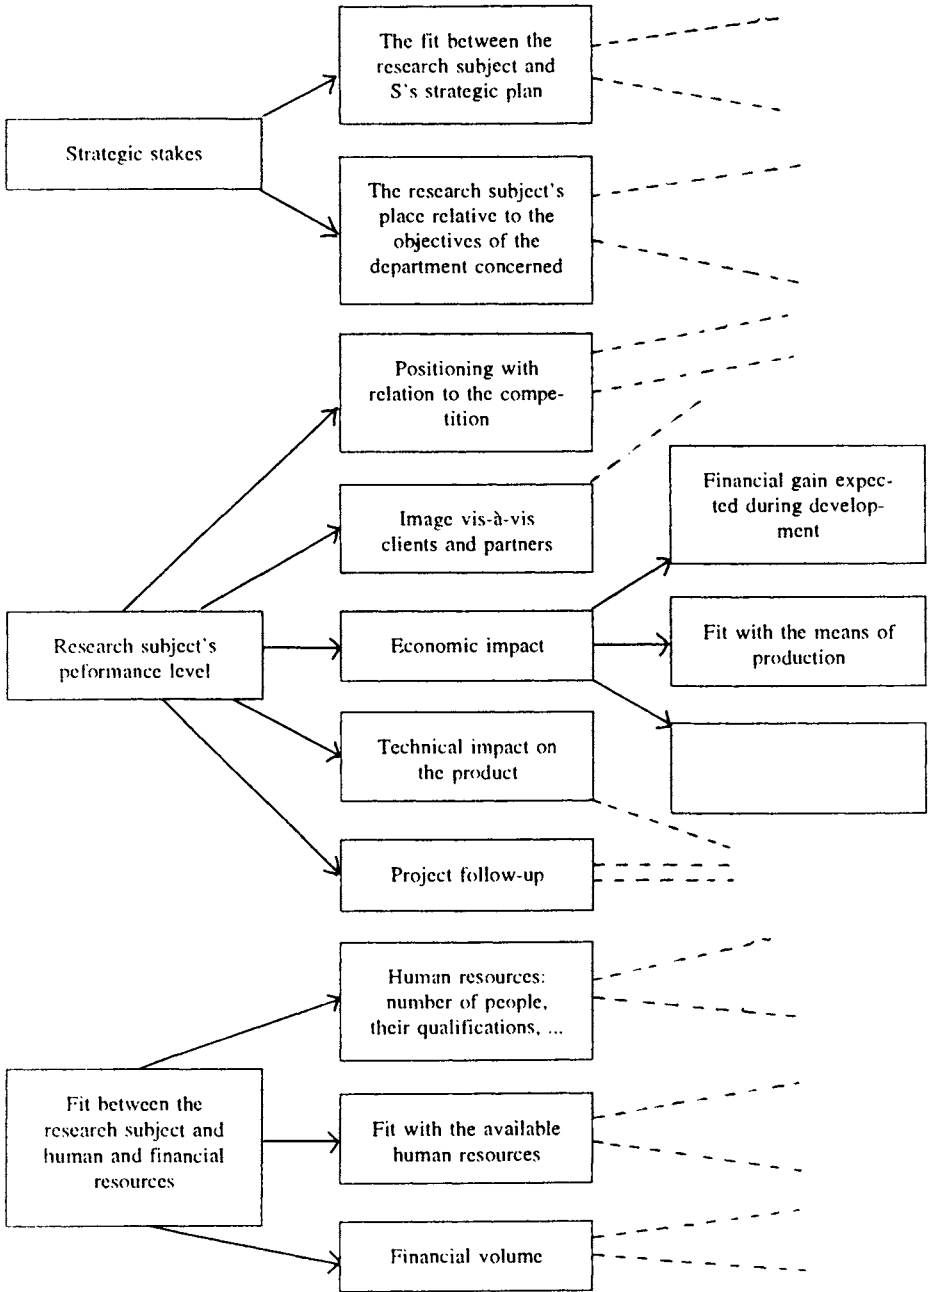 The fit between the
research subject and
S's strategic plan
Strategic stakes
The research subject's
place relative to the
objectives of the
department concerned
Positioning with
relation to the compe-
tition
Image vis-à-vis
clients and partners
Financial gain expec-
ted during develop-
ment
Research subject's
peformance level
Economic impact
Fit with the means of
production
Technical impact on
the product
Project follow-up
Human resources:
number of people,
their qualifications, ...
Fit between the
research subject and
human and financial
resources
Fit with the available
human resources
Financial volume